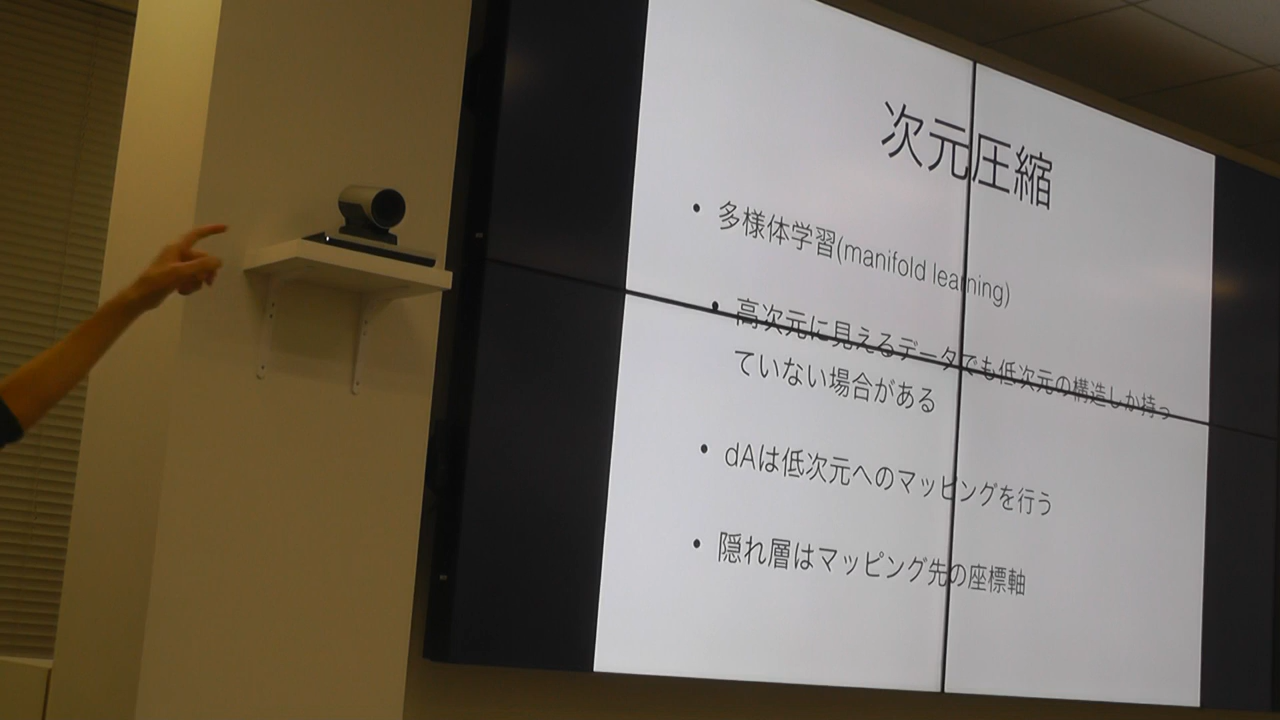 次元圧縮
• 多様体学習(manifold learning)
• 高次元に見えるデータでも低次元の構造しか持っ
ていない場合がある
• dAは低次元へのマッピングを行う
• 隠れ層はマッピング先の座標軸